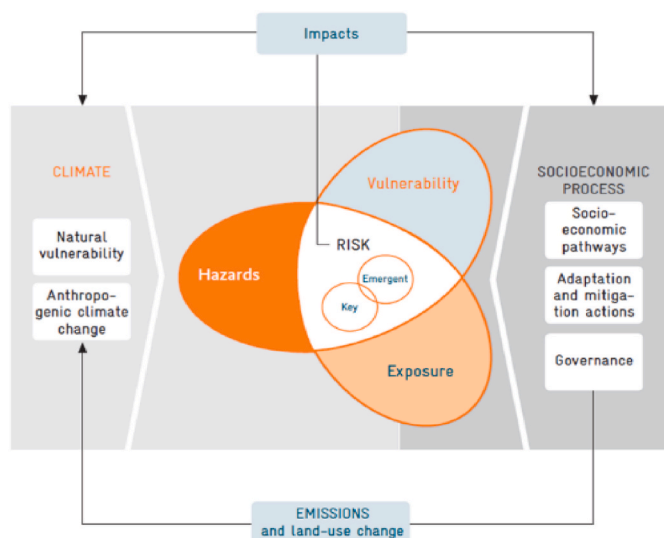 Impacts
CLIMATE
Natural
vulnerability
Anthropo-
genic climate
change
Hazards
Vulnerability
RISK
Emergent
Key
Exposure
SOCIOECONOMIC
PROCESS
Socio-
economic
pathways
Adaptation
and mitiga-
tion actions
Governance
EMISSIONS
and land-use change